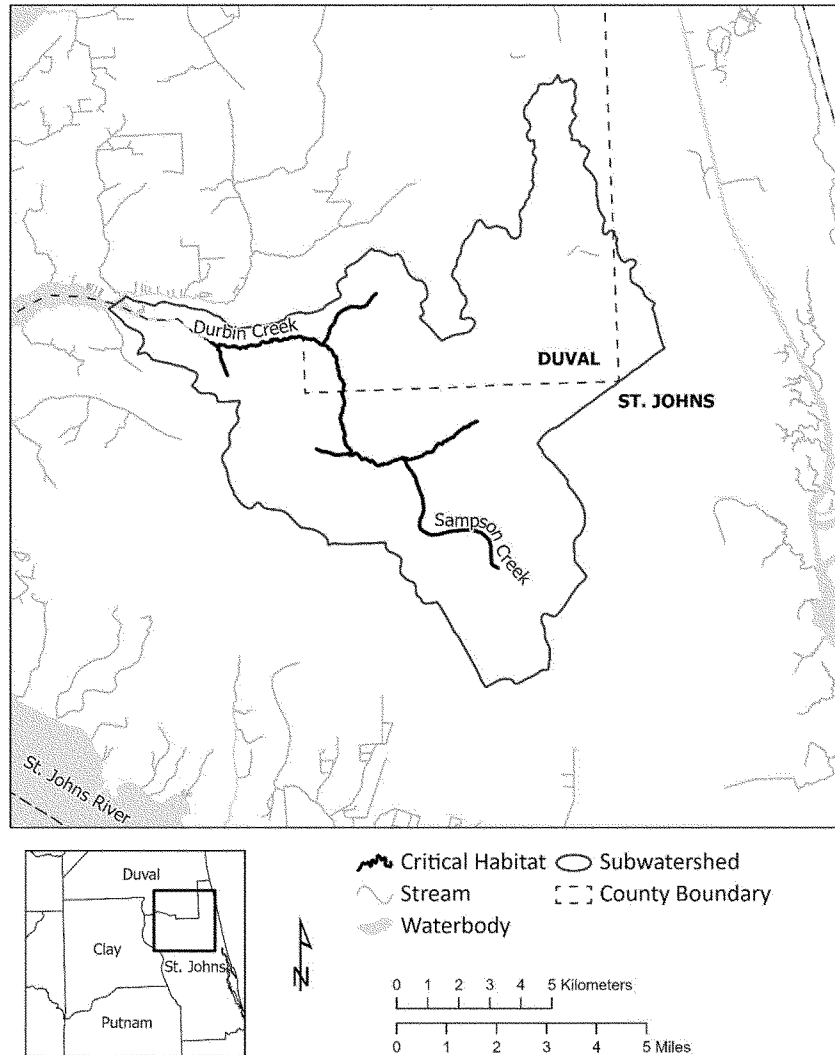 Durbin Creek
DUVAL
ST. JOHNS
Sampson Creek
St. Johns River
Duval
Clay
St. Johns
Putnam
N
Critical Habitat
Subwatershed
Stream
County Boundary
Waterbody
0 1 2 3 4 5 Kilometers
0 1 2 3 4 5 Miles